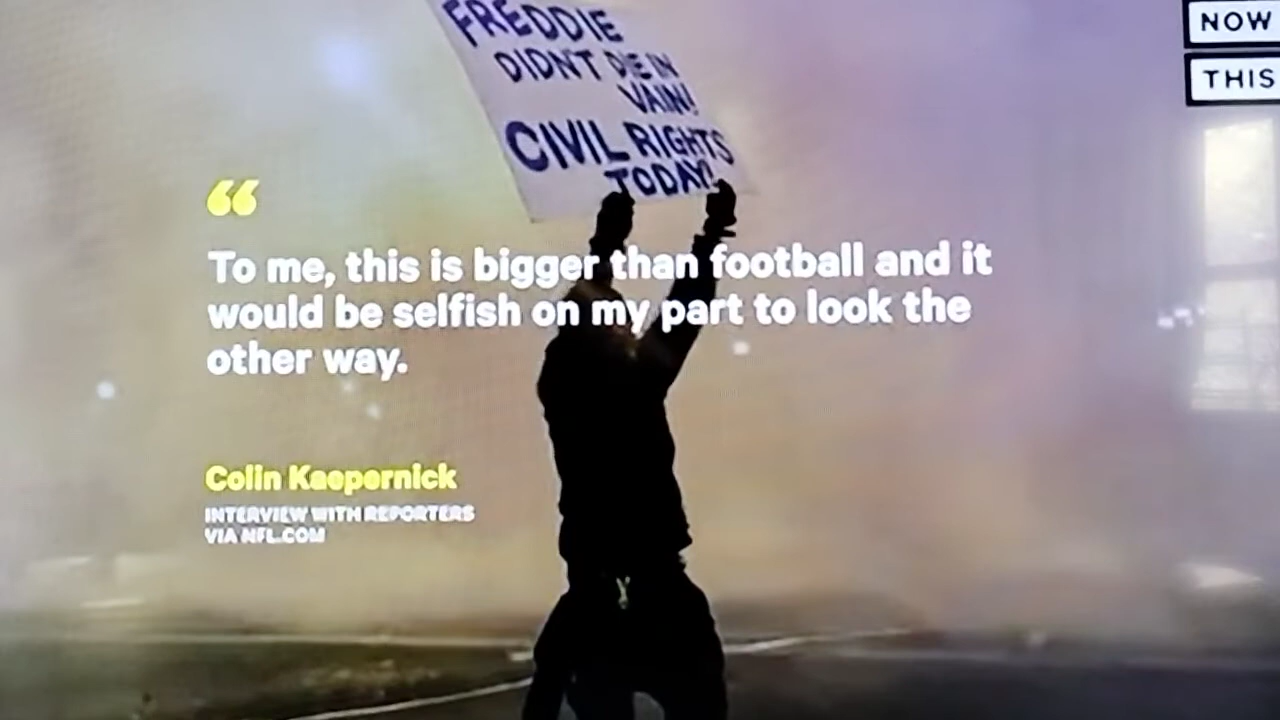 FREDDIE
DIDN'T DIE IN
VAIN!
CIVIL RIGHTS
TODAY!
NOW
THIS
“
To me, this is bigger than football and it
would be selfish on my part to look the
other way.
Colin Kaepernick
INTERVIEW WITH REPORTERS
VIA NFL.COM